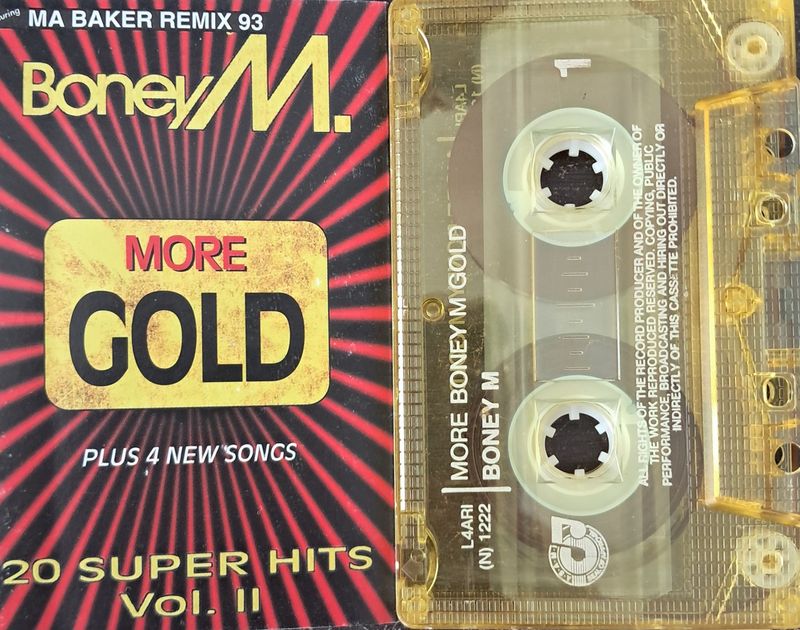 MA BAKER REMIX 93
Boney M.
MORE
GOLD
PLUS 4 NEW SONGS
20 SUPER HITS
Vol. II
1
MORE BONEY M GOLD
BONEY M
L4ARI
(N) 1222
ALL RIGHTS OF THE RECORD PRODUCER AND OF THE OWNER OF
THE WORK REPRODUCED RESERVED. COPYING, PUBLIC
PERFORMANCE, BROADCASTING AND HIRING OUT DIRECTLY OR
INDIRECTLY OF THIS CASSETTE PROHIBITED.